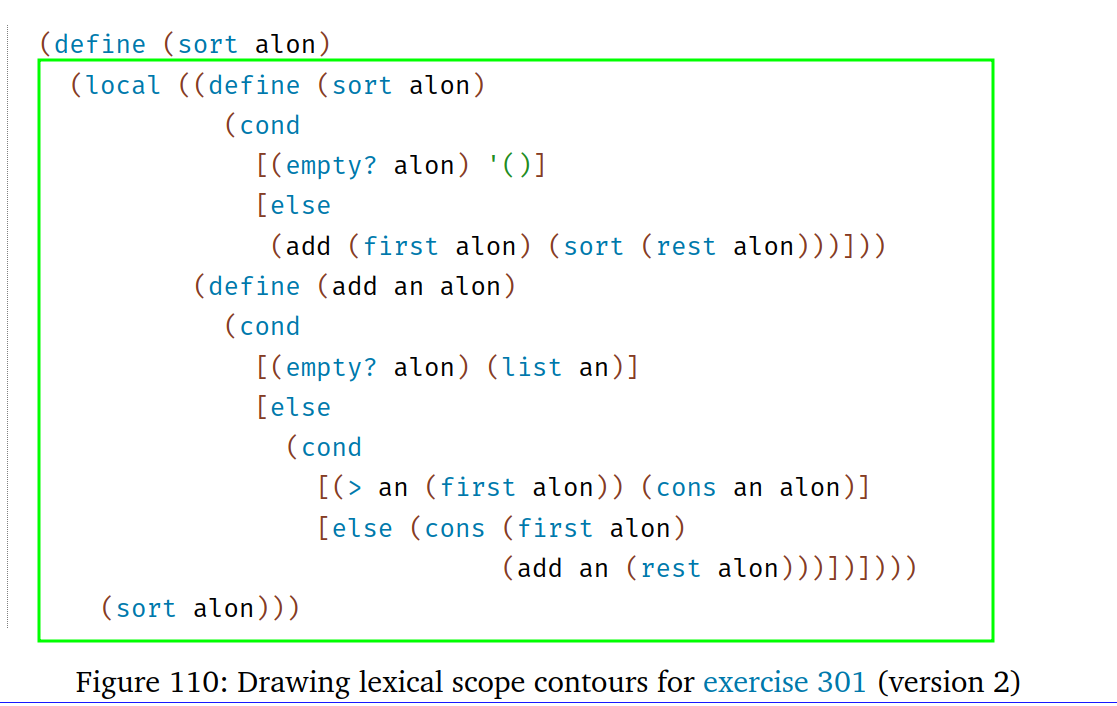 (define (sort alon)
(local ((define (sort alon)
(cond
[(empty? alon) '()]
[else
(add (first alon) (sort (rest alon)))]))
(define (add an alon)
(cond
[(empty? alon) (list an)]
[else
(cond
[(> an (first alon)) (cons an alon)]
[else (cons (first alon)
(add an (rest alon)))])])))
(sort alon)))
Figure 110: Drawing lexical scope contours for exercise 301 (version 2)